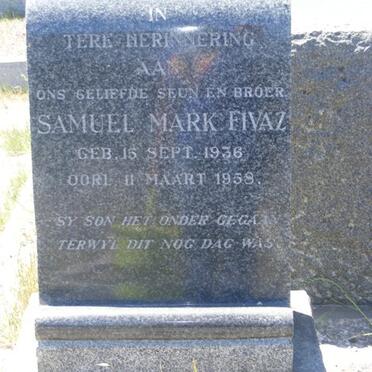 IN
TERE HERINNERING
AAN
ONS GELIEFDE SEUN EN BROER
SAMUEL MARK FIVAZ
GEB. 15 SEPT. 1936
OORL. 11 MAART 1958.
SY SON HET ONDER GEGAAN
TERWYL DIT NOG DAG WAS.